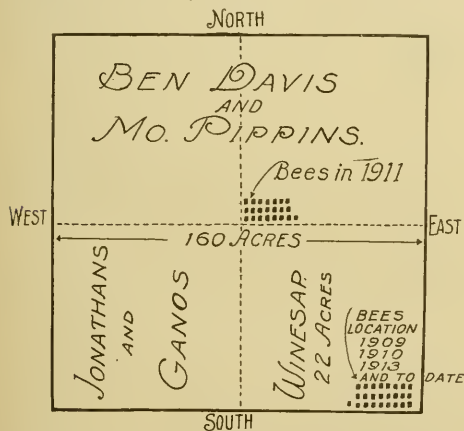 NORTH
BEN DAVIS
AND
MO. PIPPINS.
Bees in 1911
WEST
EAST
160 ACRES
JONATHANS
AND
GANOS
WINESAP.
22 ACRES
BEES
LOCATION
1909
1910
1913
AND TO DATE
SOUTH